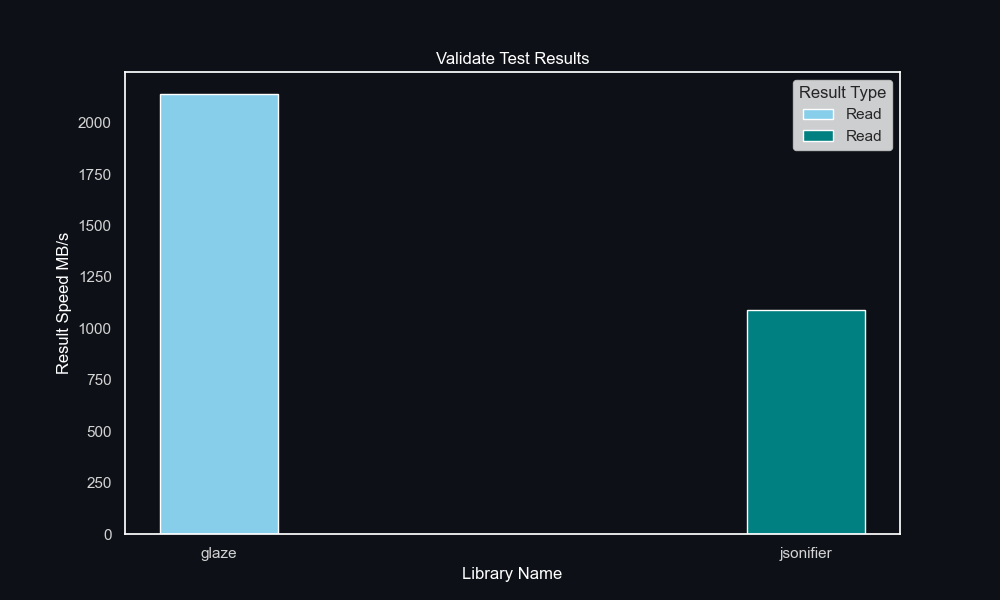 Validate Test Results
Result Type
Read
Read
Result Speed MB/s
2000
1750
1500
1250
1000
750
500
250
0
glaze
jsonifier
Library Name